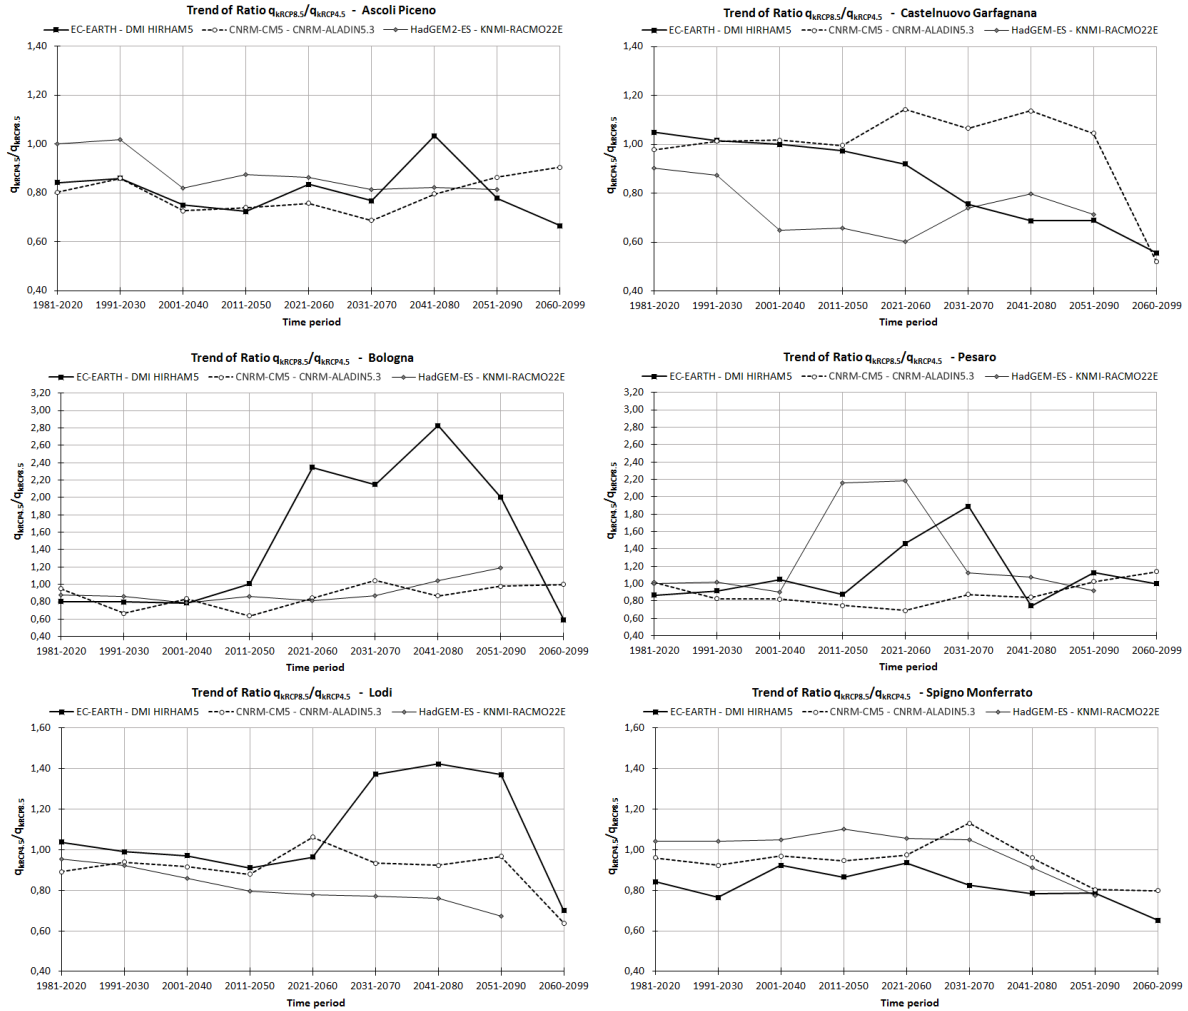 Trend of Ratio qkRCP8.5/qkRCP4.5 - Ascoli Piceno
EC-EARTH - DMI HIRHAM5 CNRM-CM5 - CNRM-ALADIN5.3 HadGEM2-ES - KNMI-RACMO22E
qkRCP4.5/qkRCP8.5
1,40
1,20
1,00
0,80
0,60
0,40
1981-2020 1991-2030 2001-2040 2011-2050 2021-2060 2031-2070 2041-2080 2051-2090 2060-2099
Time period
Trend of Ratio qkRCP8.5/qkRCP4.5 - Castelnuovo Garfagnana
EC-EARTH - DMI HIRHAM5 CNRM-CM5 - CNRM-ALADIN5.3 HadGEM-ES - KNMI-RACMO22E
qkRCP4.5/qkRCP8.5
1,40
1,20
1,00
0,80
0,60
0,40
1981-2020 1991-2030 2001-2040 2011-2050 2021-2060 2031-2070 2041-2080 2051-2090 2060-2099
Time period
Trend of Ratio qkRCP8.5/qkRCP4.5 - Bologna
EC-EARTH - DMI HIRHAM5 CNRM-CM5 - CNRM-ALADIN5.3 HadGEM-ES - KNMI-RACMO22E
qkRCP4.5/qkRCP8.5
3,20
3,00
2,80
2,60
2,40
2,20
2,00
1,80
1,60
1,40
1,20
1,00
0,80
0,60
0,40
1981-2020 1991-2030 2001-2040 2011-2050 2021-2060 2031-2070 2041-2080 2051-2090 2060-2099
Time period
Trend of Ratio qkRCP8.5/qkRCP4.5 - Pesaro
EC-EARTH - DMI HIRHAM5 CNRM-CM5 - CNRM-ALADIN5.3 HadGEM-ES - KNMI-RACMO22E
qkRCP4.5/qkRCP8.5
3,20
3,00
2,80
2,60
2,40
2,20
2,00
1,80
1,60
1,40
1,20
1,00
0,80
0,60
0,40
1981-2020 1991-2030 2001-2040 2011-2050 2021-2060 2031-2070 2041-2080 2051-2090 2060-2099
Time period
Trend of Ratio qkRCP8.5/qkRCP4.5 - Lodi
EC-EARTH - DMI HIRHAM5 CNRM-CM5 - CNRM-ALADIN5.3 HadGEM-ES - KNMI-RACMO22E
qkRCP4.5/qkRCP8.5
1,60
1,40
1,20
1,00
0,80
0,60
0,40
1981-2020 1991-2030 2001-2040 2011-2050 2021-2060 2031-2070 2041-2080 2051-2090 2060-2099
Time period
Trend of Ratio qkRCP8.5/qkRCP4.5 - Spigno Monferrato
EC-EARTH - DMI HIRHAM5 CNRM-CM5 - CNRM-ALADIN5.3 HadGEM-ES - KNMI-RACMO22E
qkRCP4.5/qkRCP8.5
1,60
1,40
1,20
1,00
0,80
0,60
0,40
1981-2020 1991-2030 2001-2040 2011-2050 2021-2060 2031-2070 2041-2080 2051-2090 2060-2099
Time period